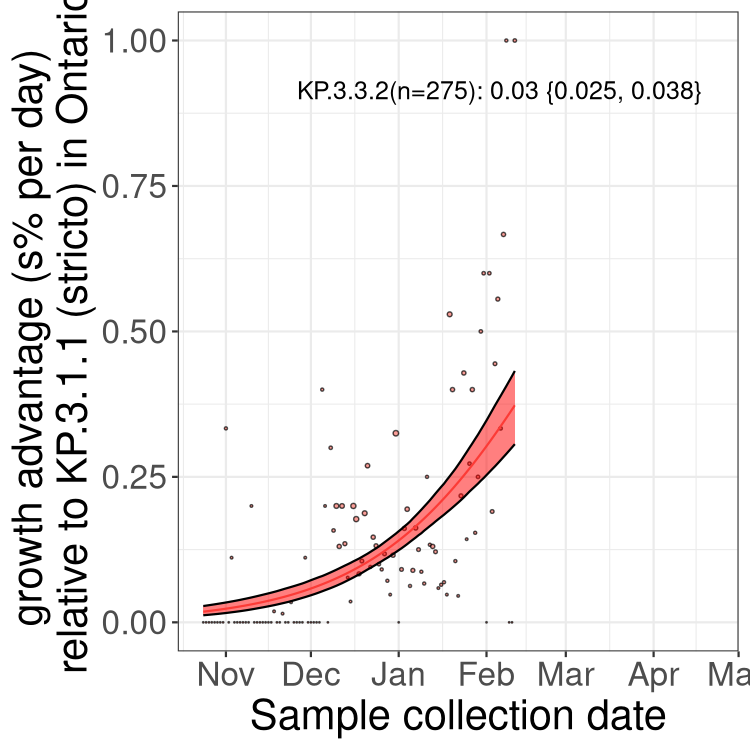 growth advantage (s% per day)
relative to KP.3.1.1 (stricto) in Ontario
1.00
0.75
0.50
0.25
0.00
KP.3.3.2(n=275): 0.03 {0.025, 0.038}
Nov Dec Jan Feb Mar Apr Ma
Sample collection date